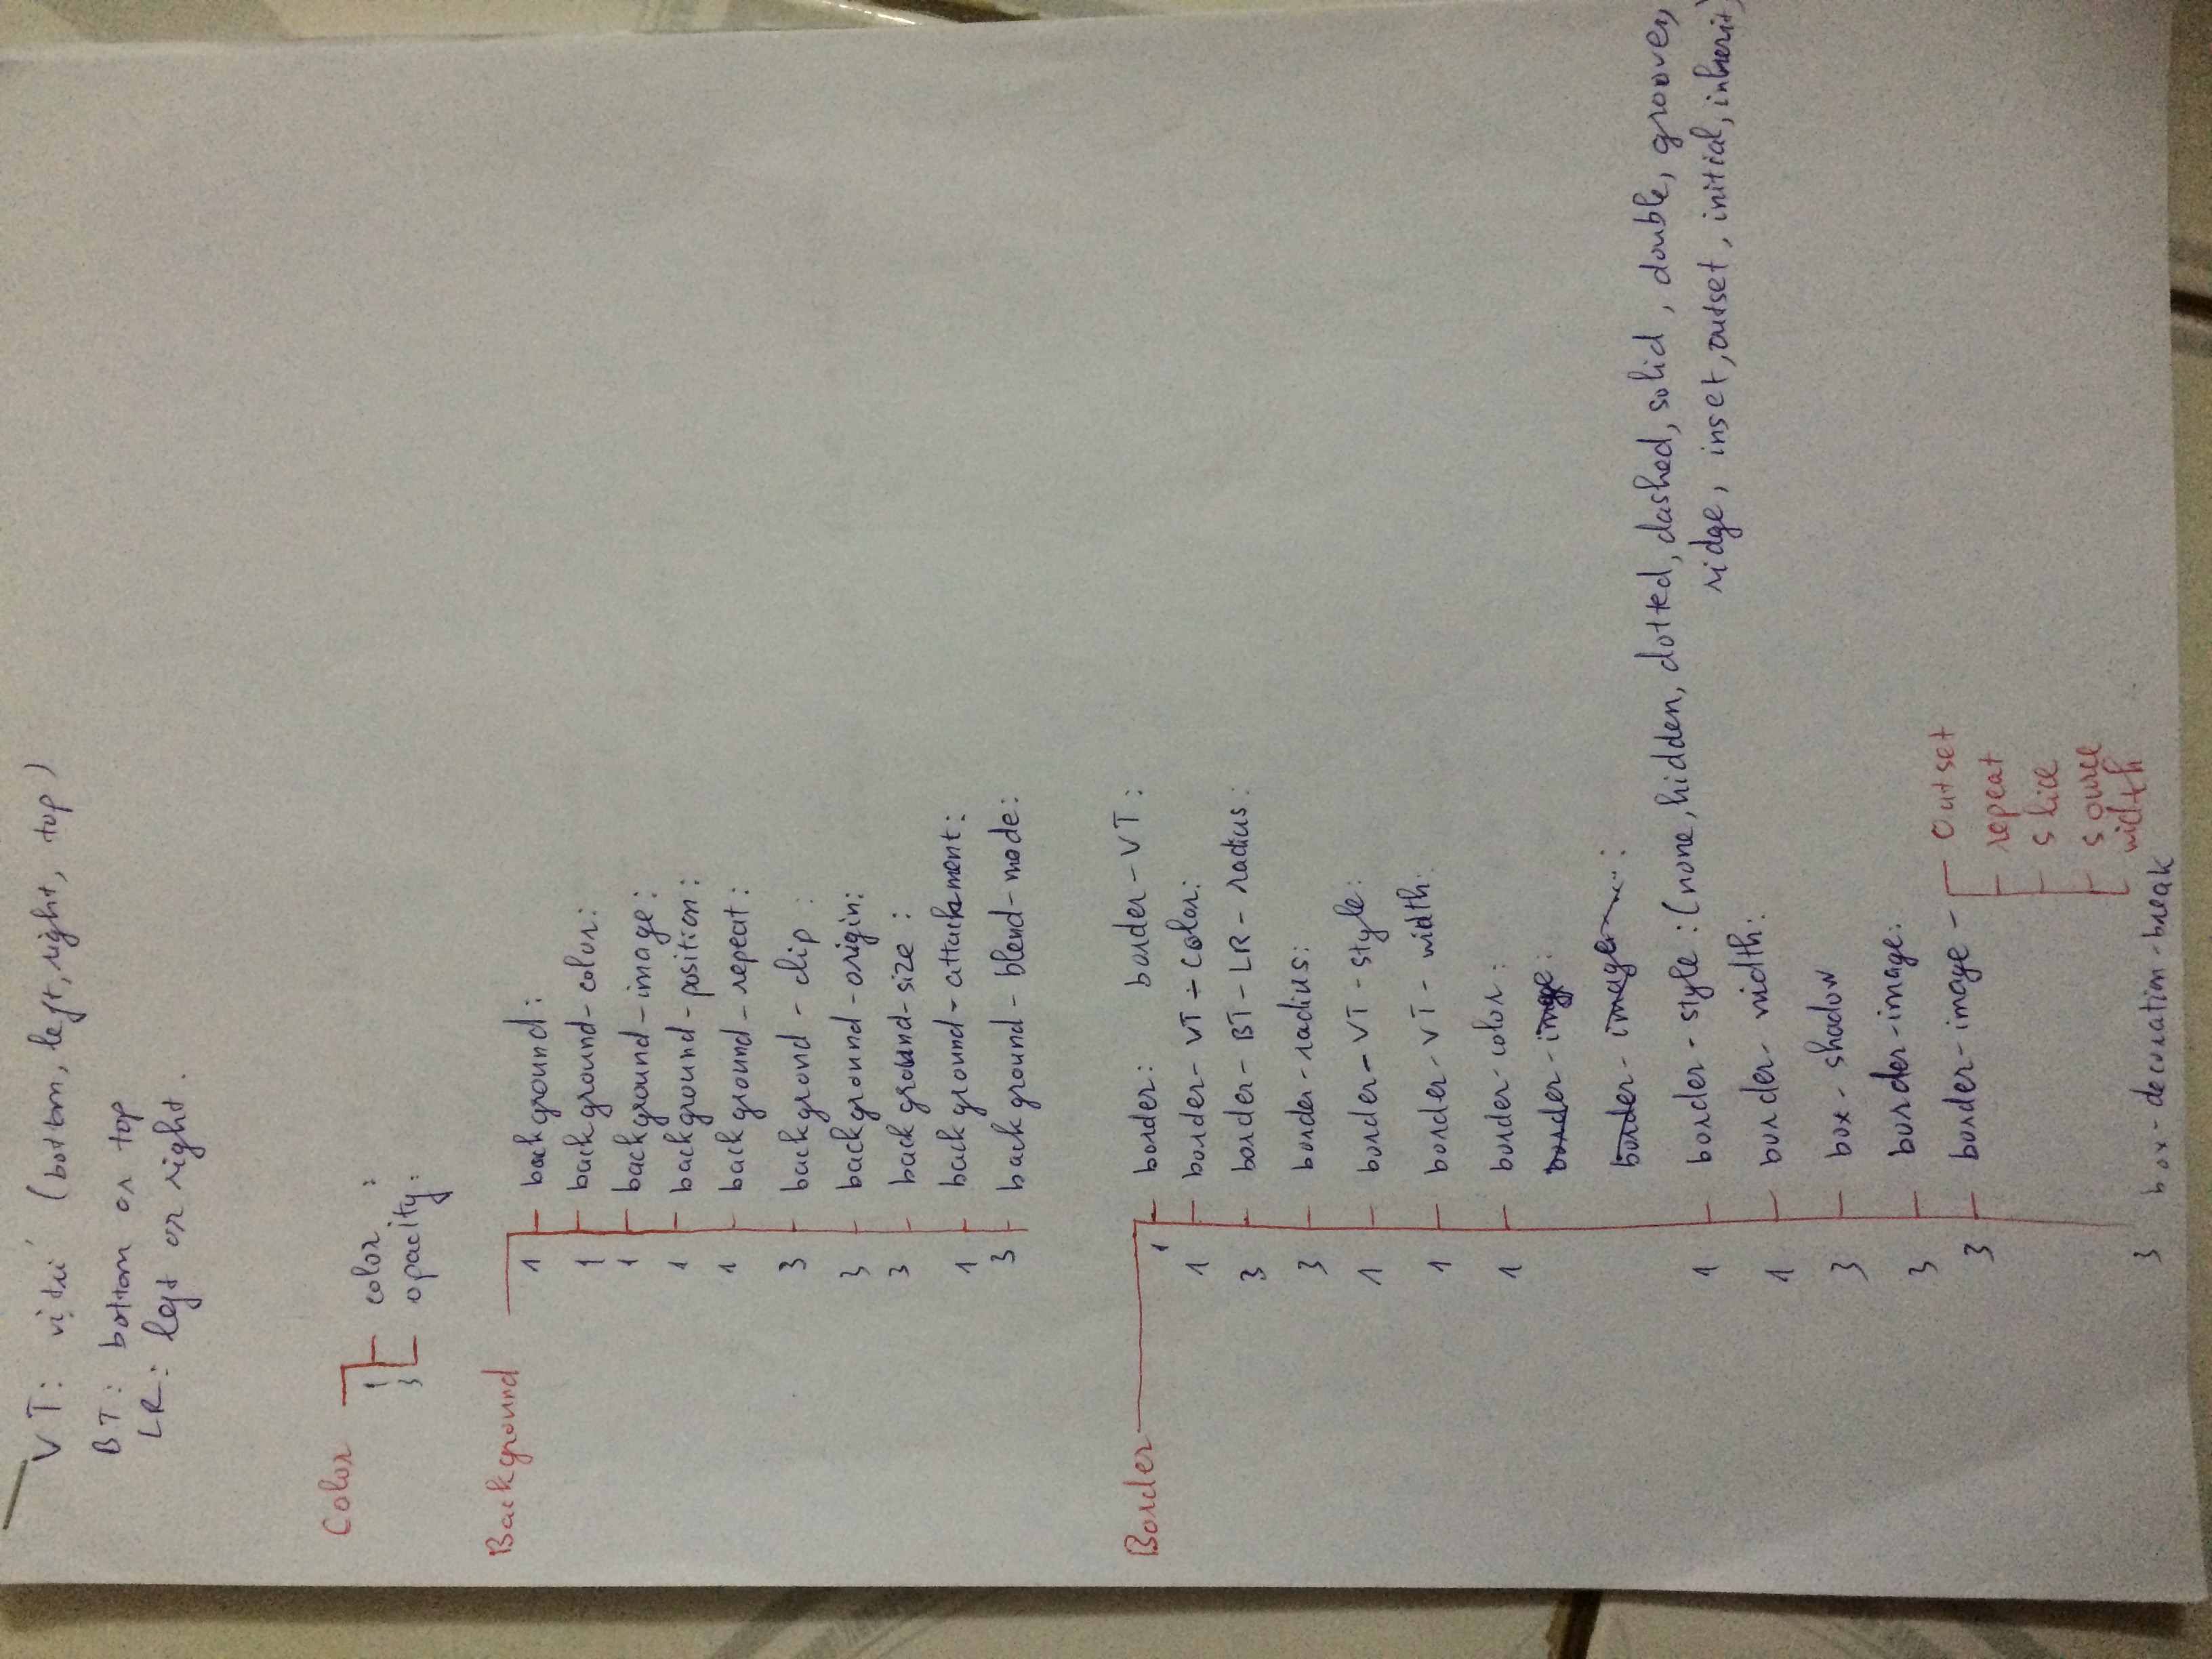 VT: vị trí (bottom, left, right, top)
BT: bottom or top
LR: left or right.
Color
1 color :
3 opacity:
Background
1 background:
1 background-color:
1 background-image:
1 background-position:
1 background-repeat:
3 backgrond-clip :
3 background-origin:
3 background-size :
1 background-attachment:
3 background-blend-mode:
Border
1 border: border-VT:
1 border-VT-color:
3 border-BT-LR-radius:
3 border-radius:
1 border-VT-style:
1 border-VT-width:
1 border-color:
border-image:
border-image-...:
1 border-style:(none, hidden, dotted, dashed, solid, double, groover,
ridge, inset, outset, initial, inherit)
1 border-width:
3 box-shadow
3 border-image:
3 border-image- outset
repeat
slice
source
width
3 box-decoration-break